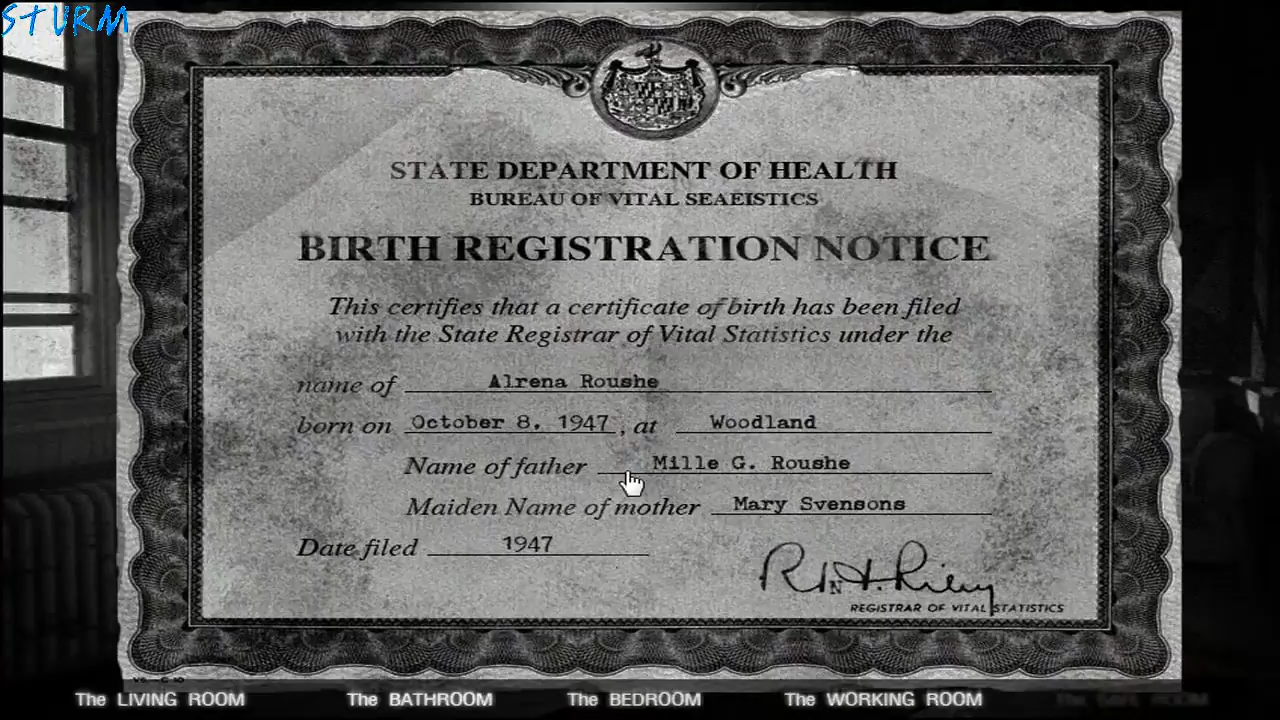 STURM
STATE DEPARTMENT OF HEALTH
BUREAU OF VITAL SEAEISTICS
BIRTH REGISTRATION NOTICE
This certifies that a certificate of birth has been filed
with the State Registrar of Vital Statistics under the
name of Alrena Roushe
born on October 8. 1947, at Woodland
Name of father Mille G. Roushe
Maiden Name of mother Mary Svensons
Date filed 1947
REGISTRAR OF VITAL STATISTICS
The LIVING ROOM The BATHROOM The BEDROOM The WORKING ROOM